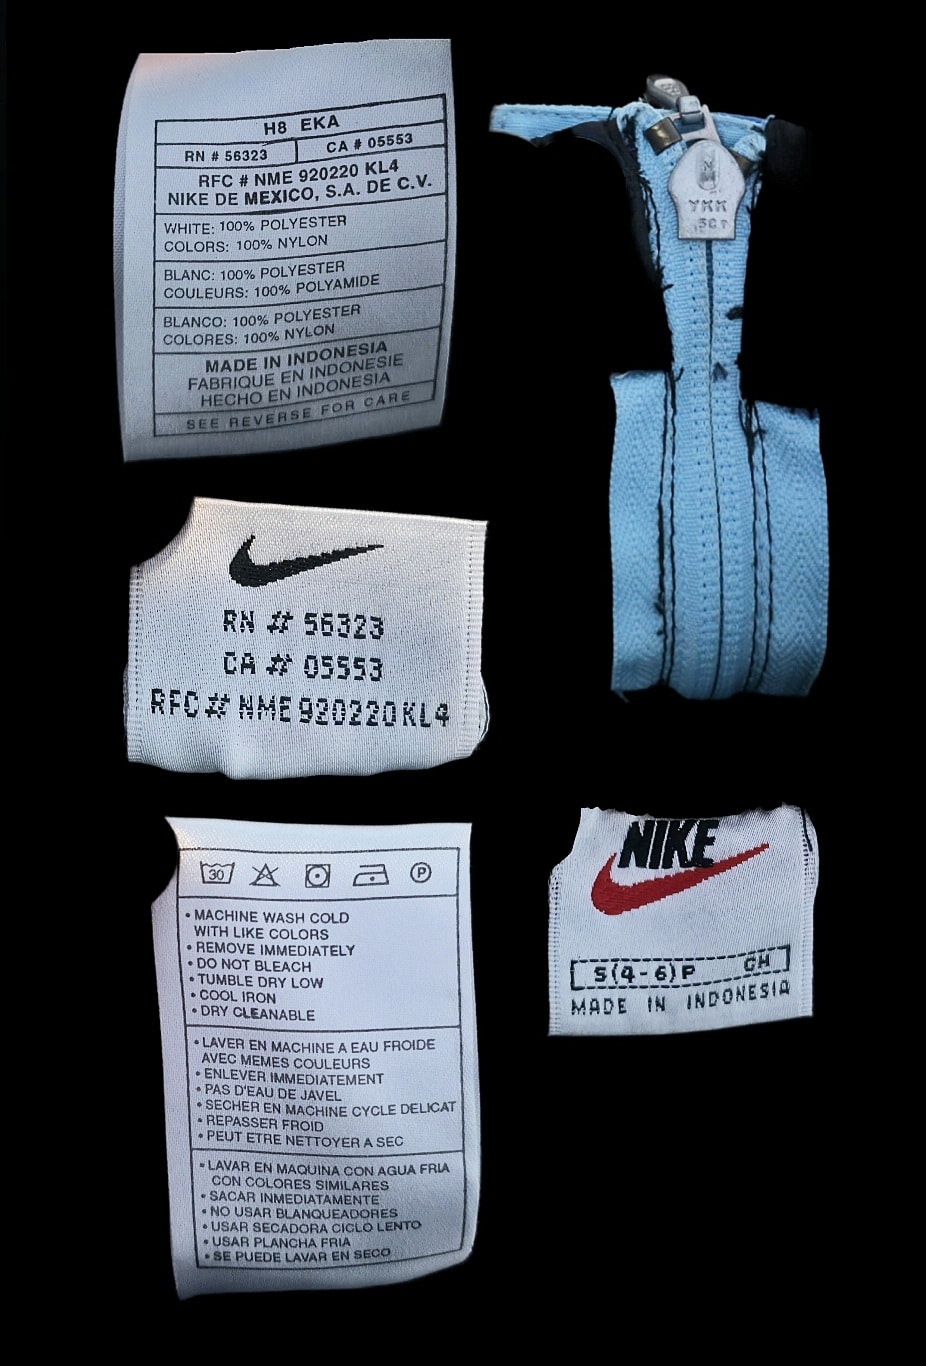 H8 EKA
RN # 56323
CA # 05553
RFC # NME 920220 KL4
NIKE DE MEXICO, S.A. DE C.V.
WHITE: 100% POLYESTER
COLORS: 100% NYLON
BLANC: 100% POLYESTER
COULEURS: 100% POLYAMIDE
BLANCO: 100% POLYESTER
COLORES: 100% NYLON
MADE IN INDONESIA
FABRIQUE EN INDONESIE
HECHO EN INDONESIA
SEE REVERSE FOR CARE
YKK
RN # 56323
CA # 05553
RFC # NME 920220 KL4
30
P
• MACHINE WASH COLD
WITH LIKE COLORS
• REMOVE IMMEDIATELY
• DO NOT BLEACH
• TUMBLE DRY LOW
• COOL IRON
• DRY CLEANABLE
• LAVER EN MACHINE A EAU FROIDE
AVEC MEMES COULEURS
• ENLEVER IMMEDIATEMENT
• PAS D'EAU DE JAVEL
• SECHER EN MACHINE CYCLE DELICAT
• REPASSER FROID
• PEUT ETRE NETTOYER A SEC
• LAVAR EN MAQUINA CON AGUA FRIA
CON COLORES SIMILARES
• SACAR INMEDIATAMENTE
• NO USAR BLANQUEADORES
• USAR SECADORA CICLO LENTO
• USAR PLANCHA FRIA
• SE PUEDE LAVAR EN SECO
NIKE
S(4-6)P CH
MADE IN INDONESIA